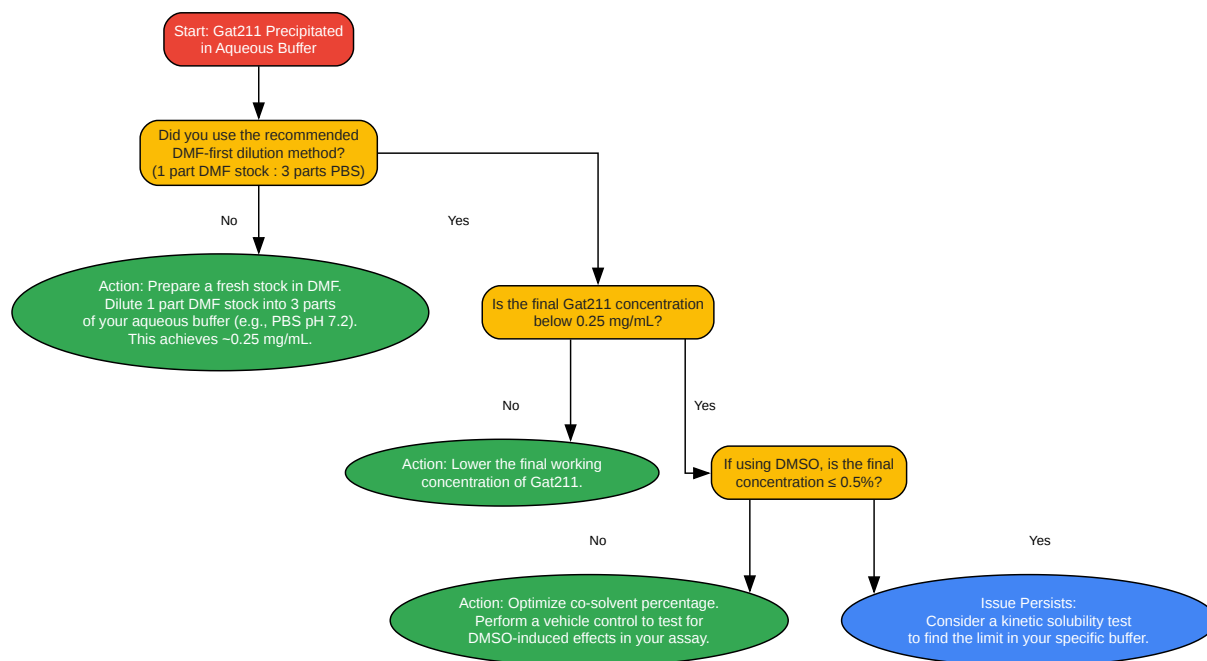 Start: Gat211 Precipitated
in Aqueous Buffer
Did you use the recommended
DMF-first dilution method?
(1 part DMF stock : 3 parts PBS)
No
Yes
Action: Prepare a fresh stock in DMF.
Dilute 1 part DMF stock into 3 parts
of your aqueous buffer (e.g., PBS pH 7.2).
This achieves ~0.25 mg/mL.
Is the final Gat211 concentration
below 0.25 mg/mL?
No
Yes
Action: Lower the final working
concentration of Gat211.
If using DMSO, is the final
concentration ≤ 0.5%?
No
Yes
Action: Optimize co-solvent percentage.
Perform a vehicle control to test for
DMSO-induced effects in your assay.
Issue Persists:
Consider a kinetic solubility test
to find the limit in your specific buffer.